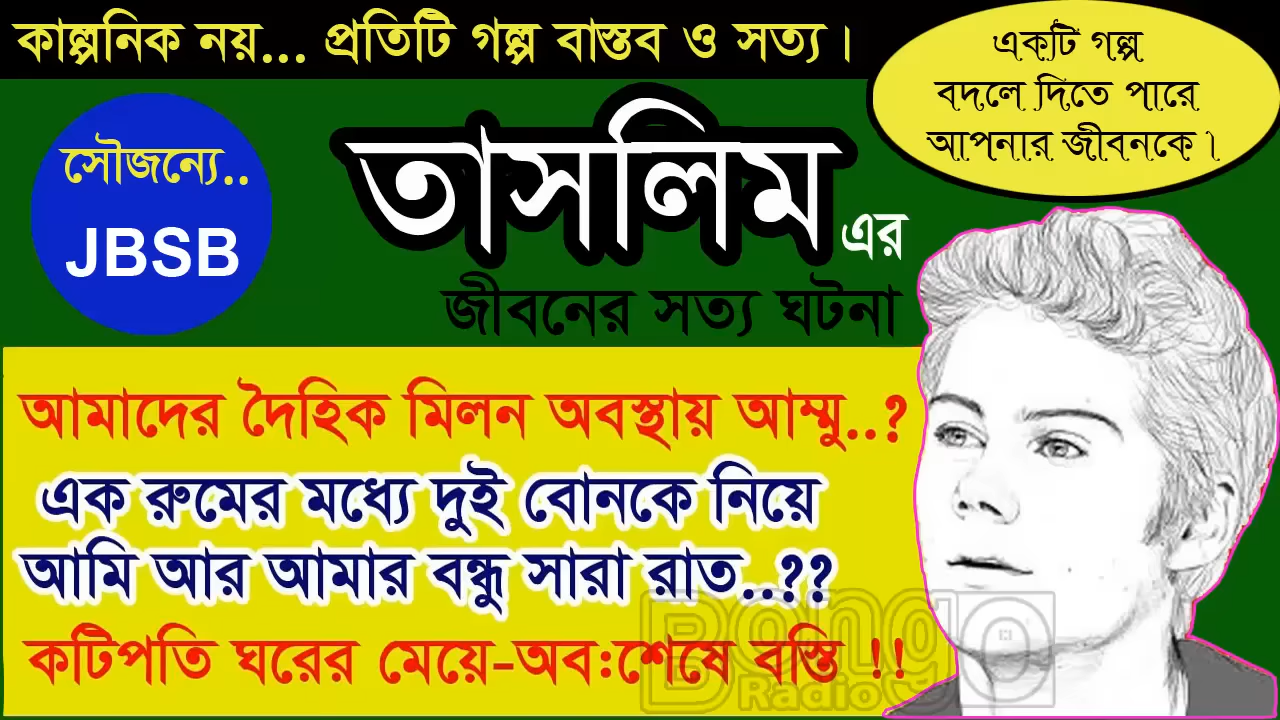 কাল্পনিক নয়... প্রতিটি গল্প বাস্তব ও সত্য।
একটি গল্প
বদলে দিতে পারে
আপনার জীবনকে।
সৌজন্যে..
JBSB
তাসলিম এর
জীবনের সত্য ঘটনা
আমাদের দৈহিক মিলন অবস্থায় আম্মু..?
এক রুমের মধ্যে দুই বোনকে নিয়ে
আমি আর আমার বন্ধু সারা রাত..??
কটিপতি ঘরের মেয়ে-অবঃশেষে বস্তি !!
Bongo
Radio